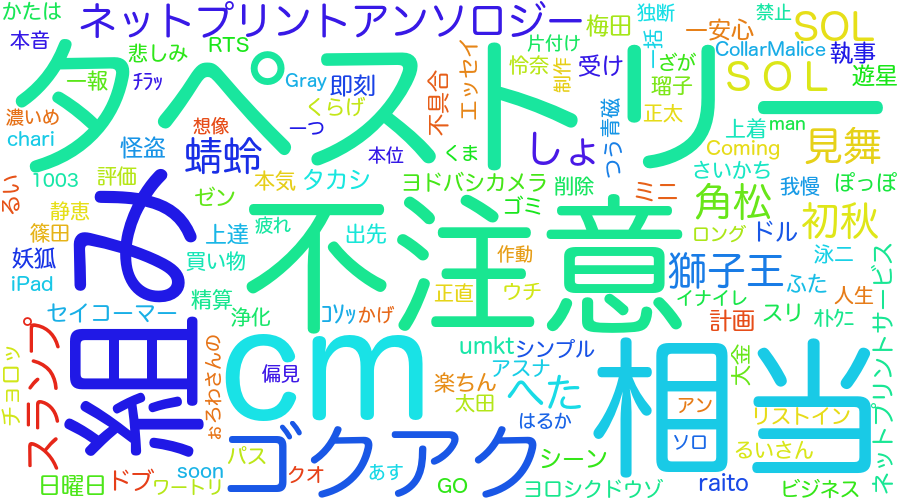 かたは
ネットプリントアンソロジー
梅田
独断
禁止
SOL
本音
悲しみ
RTS
片付け
一括
一安心
CollarMalice
執事
タペストリー
一報
ﾁﾗｯ
Gray
即刻
エッセイ
怜奈
制作
受け
ざが
瑠子
SOL
遊星
濃いめ
chari
想像
くらげ
不具合
青磁
正太
上着
man
怪盗
蜻蛉
一つ
本位
くま
しょ
つう
Coming
見舞
1003
評価
ゼン
本気
タカシ
ヨドバシカメラ
削除
ミニ
さいかち
我慢
ぽっぽ
るい
静恵
篠田
組み
上達
疲れ
不注意
出先
ゴミ
角松
ロング
ドル
初秋
妖狐
iPad
買い物
作動
獅子王
泳二
ふた
精算
正直
ウチ
イナイレ
スリ
人生
セイコーマー
浄化
ｺｿｯ
かげ
計画
ｵﾄｸﾆ
ネットプリントサービス
スランプ
チョロッ
ぉろわさんの
cm
偏見
umkt
シンプル
アスナ
楽ちん
へた
太田
はるか
相当
大金
アン
ソロ
リストイン
るいさん
ゴクアク
日曜日
ドブ
ワートリ
soon
パス
クオ
あす
GO
シーン
ヨロシクドウゾ
raito
ビジネス